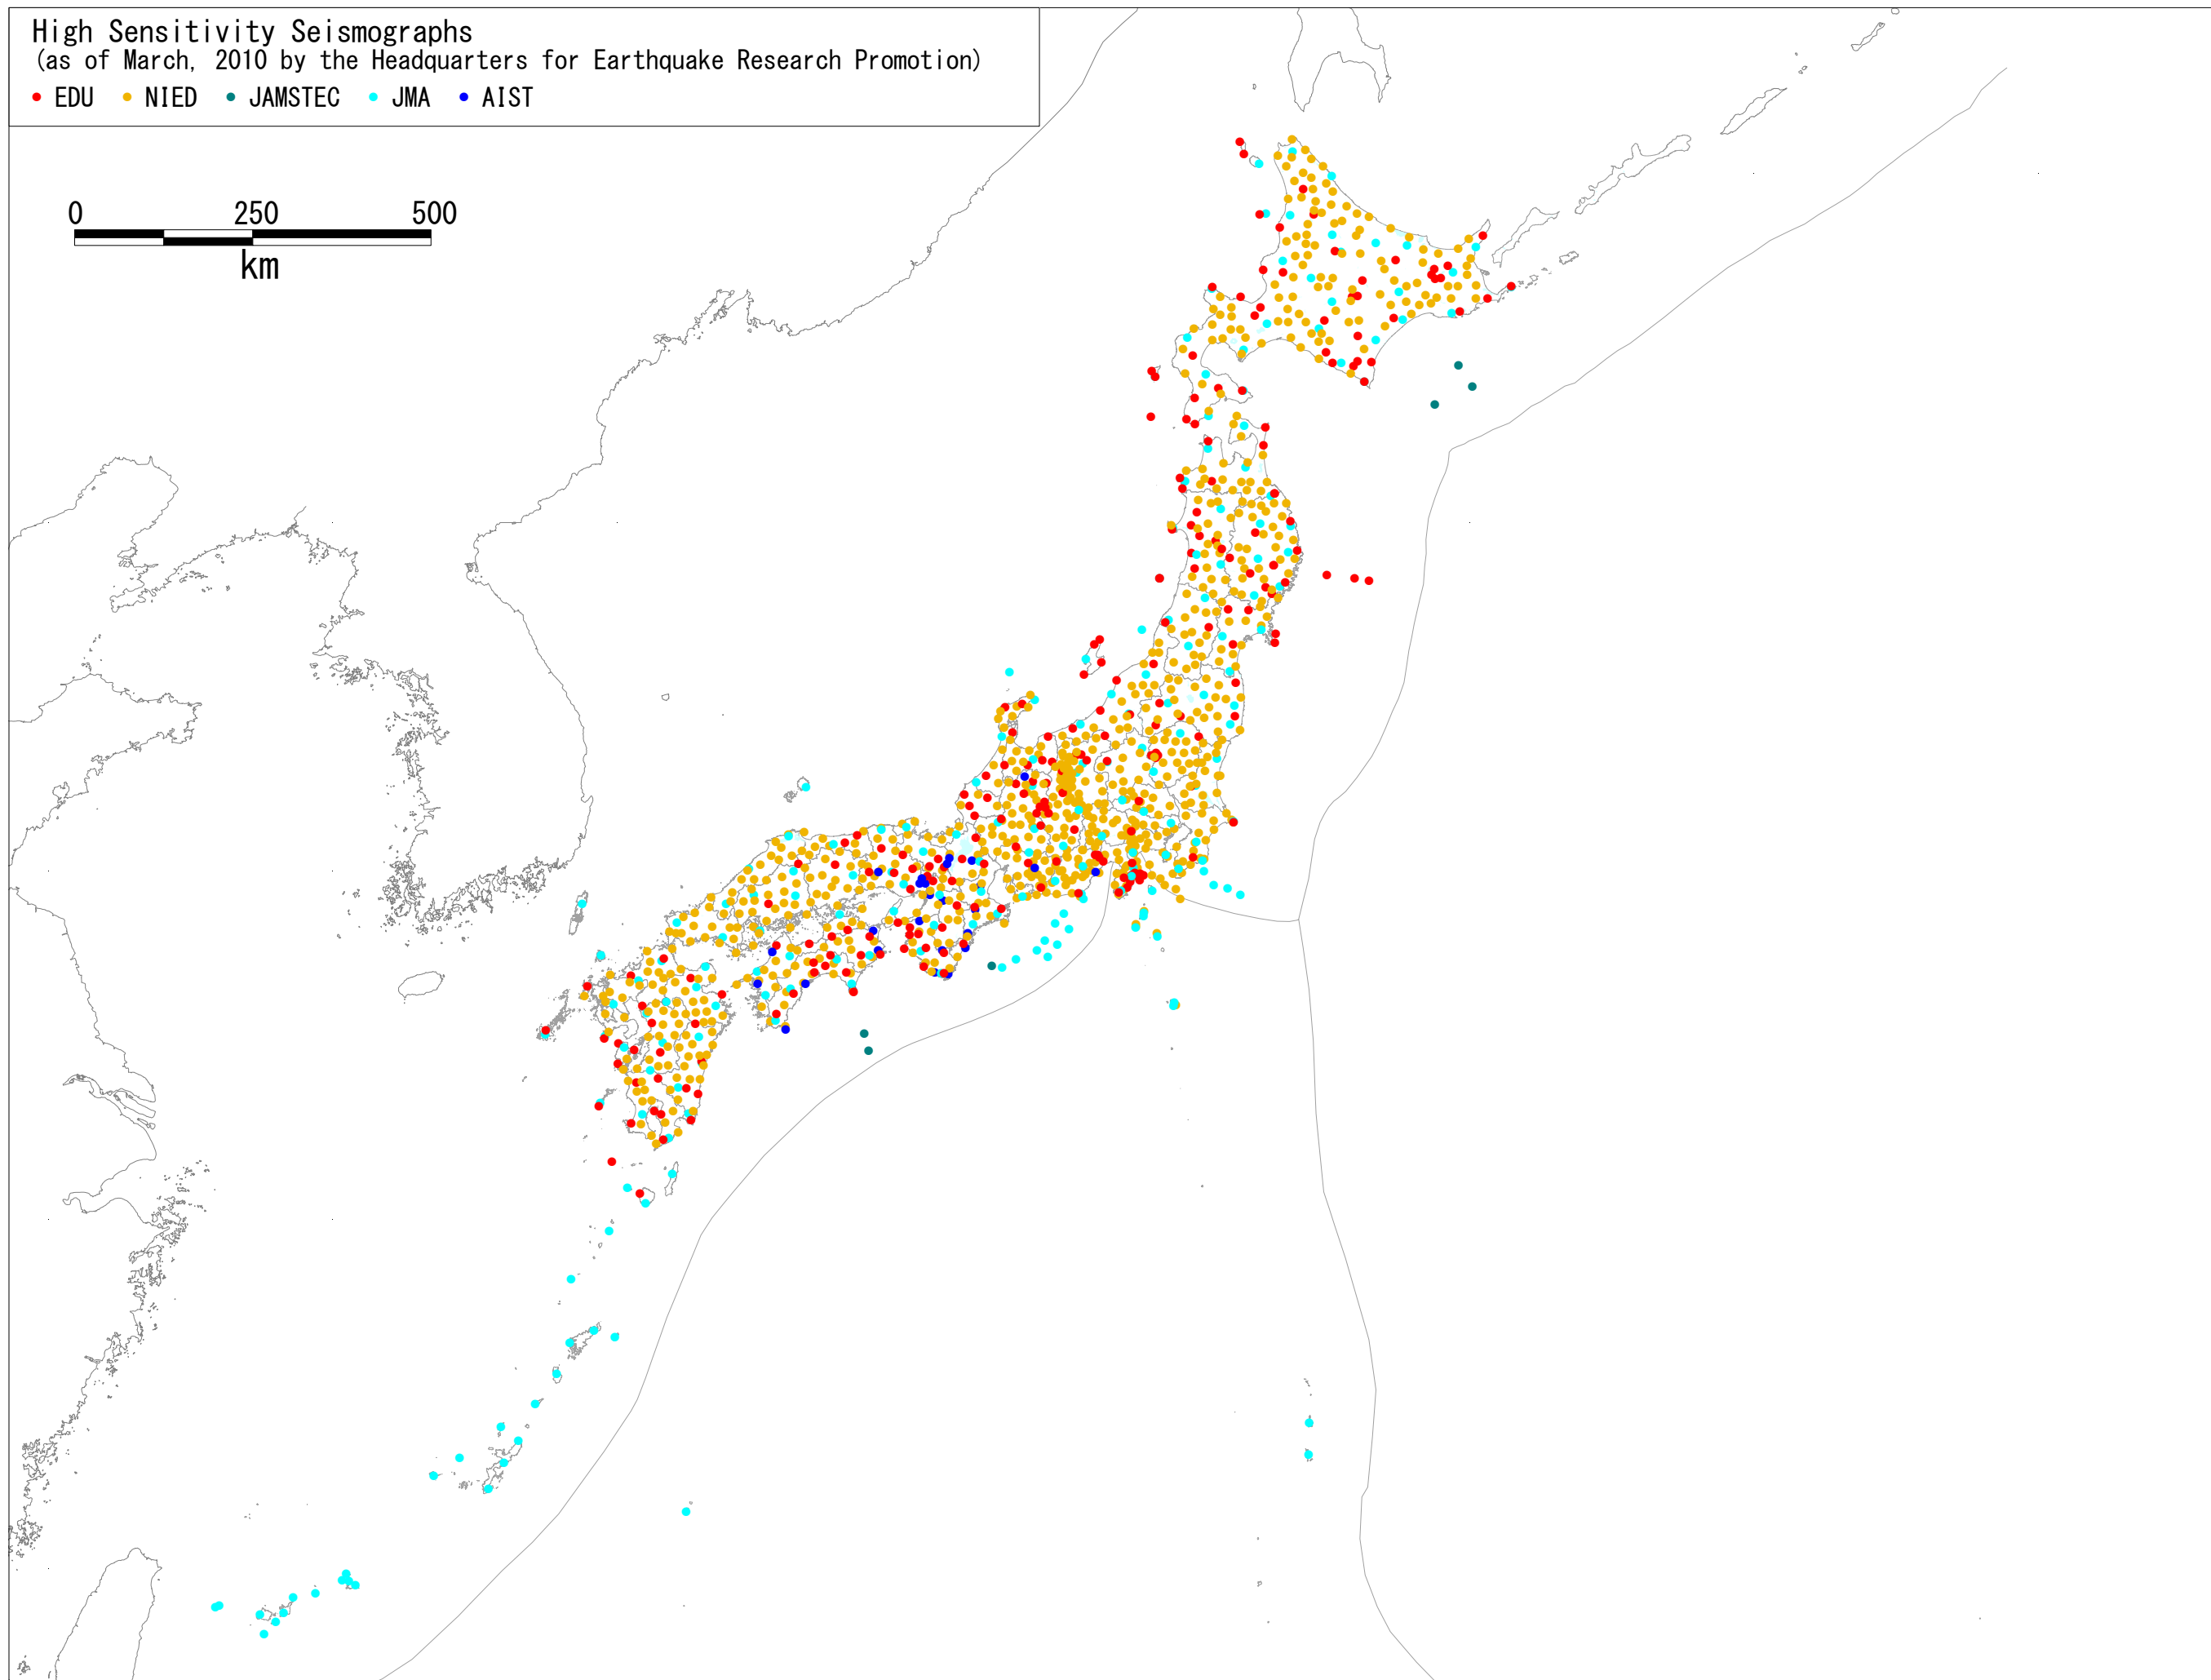 High Sensitivity Seismographs
(as of March, 2010 by the Headquarters for Earthquake Research Promotion)
EDU NIED JAMSTEC JMA AIST
0 250 500
km